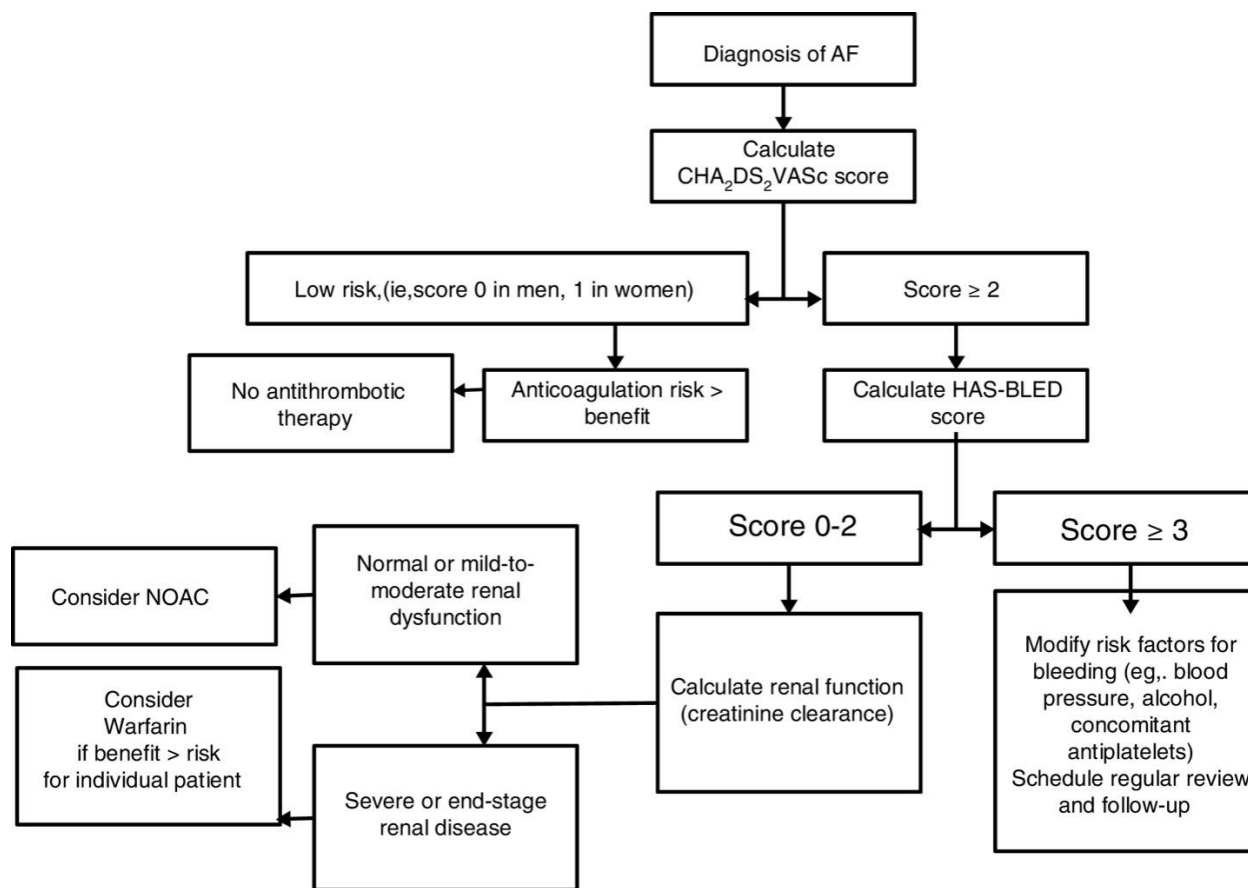 Diagnosis of AF
Calculate
CHA₂DS₂VASc score
Low risk,(ie,score 0 in men, 1 in women)
Score ≥ 2
No antithrombotic
therapy
Anticoagulation risk >
benefit
Calculate HAS-BLED
score
Score 0-2
Score ≥ 3
Consider NOAC
Normal or mild-to-
moderate renal
dysfunction
Calculate renal function
(creatinine clearance)
Modify risk factors for
bleeding (eg,. blood
pressure, alcohol,
concomitant
antiplatelets)
Schedule regular review
and follow-up
Consider
Warfarin
if benefit > risk
for individual patient
Severe or end-stage
renal disease